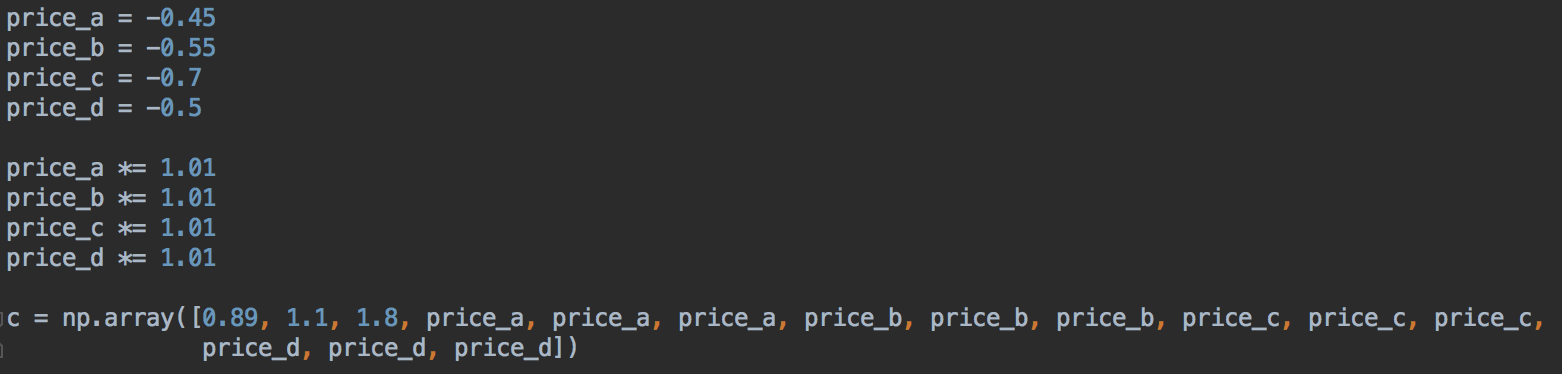 price_a = -0.45
price_b = -0.55
price_c = -0.7
price_d = -0.5
price_a *= 1.01
price_b *= 1.01
price_c *= 1.01
price_d *= 1.01
c = np.array([0.89, 1.1, 1.8, price_a, price_a, price_a, price_b, price_b, price_b, price_c, price_c, price_c,
price_d, price_d, price_d])